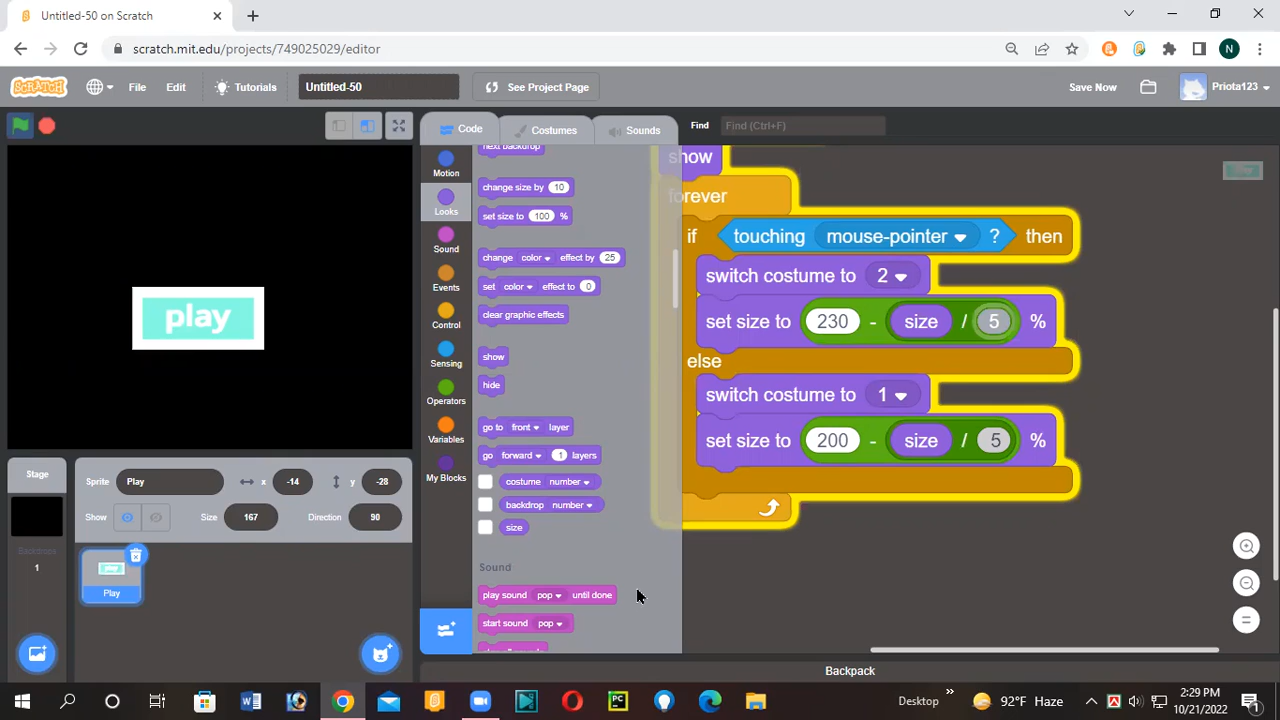 Untitled-50 on Scratch
scratch.mit.edu/projects/749025029/editor
N
SCRATCH
File
Edit
Tutorials
Untitled-50
See Project Page
Save Now
Priota123
Code
Costumes
Sounds
Find
Find (Ctrl+F)
play
Motion
Looks
Sound
Events
Control
Sensing
Operators
Variables
My Blocks
next backdrop
change size by 10
set size to 100 %
change color effect by 25
set color effect to 0
clear graphic effects
show
hide
go to front layer
go forward 1 layers
costume number
backdrop number
size
Sound
play sound pop until done
start sound pop
show
forever
if touching mouse-pointer ? then
switch costume to 2
set size to 230 - size / 5 %
else
switch costume to 1
set size to 200 - size / 5 %
Sprite Play x -14 y -28
Show Size 167 Direction 90
play
Play
Stage
Backdrops
1
Backpack
W
PC
Desktop
92°F Haze
2:29 PM
10/21/2022
1